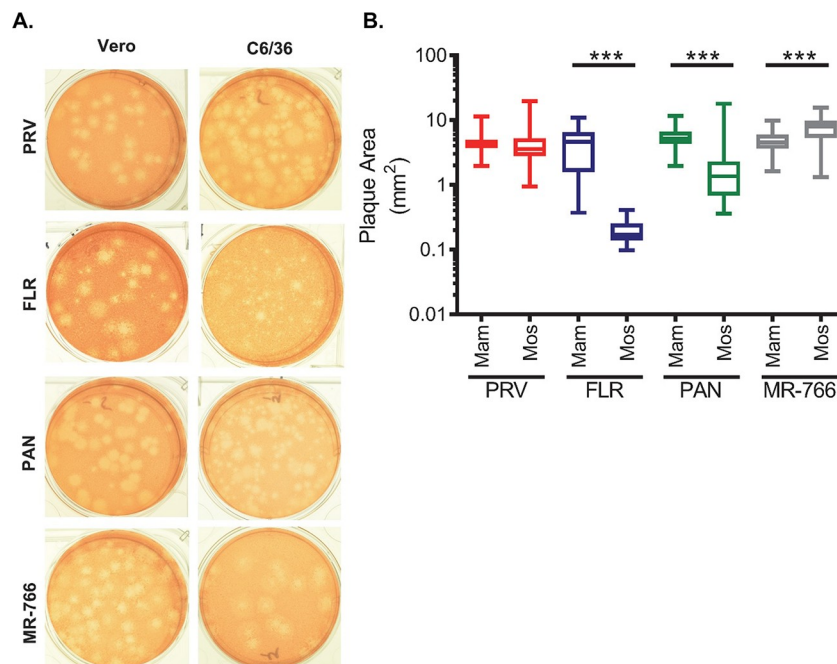 A.
Vero C6/36
PRV
FLR
PAN
MR-766
B.
*** *** ***
Plaque Area
(mm²)
100
10
1
0.1
0.01
Mam Mos Mam Mos Mam Mos Mam Mos
PRV FLR PAN MR-766